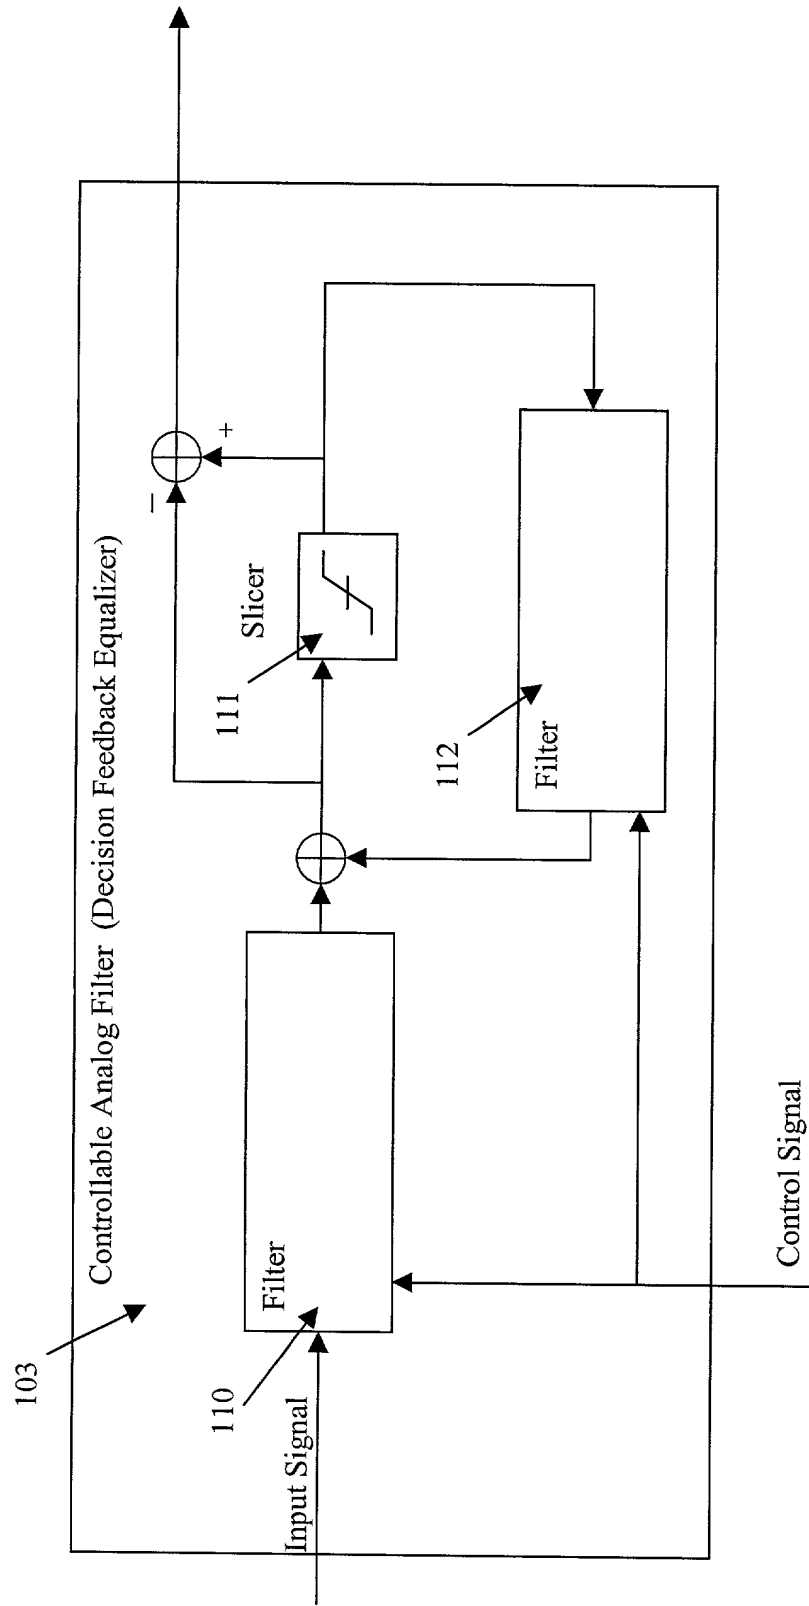 103
Controllable Analog Filter (Decision Feedback Equalizer)
−
+
Slicer
111
110
Filter
Input Signal
112
Filter
Control Signal